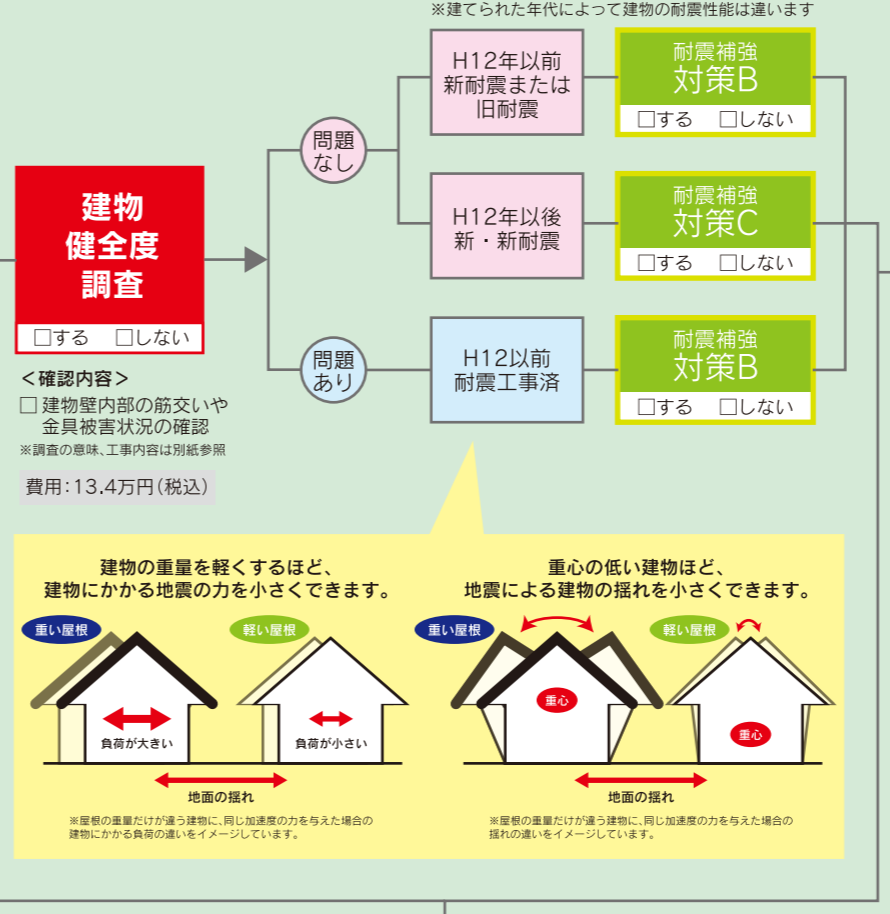 ※建てられた年代によって建物の耐震性能は違います
建物
健全度
調査
□する □しない
＜確認内容＞
□ 建物壁内部の筋交いや
金具被害状況の確認
※調査の意味、工事内容は別紙参照
費用：13.4万円（税込）
問題
なし
H12年以前
新耐震または
旧耐震
耐震補強
対策B
□する □しない
H12年以後
新・新耐震
耐震補強
対策C
□する □しない
問題
あり
H12以前
耐震工事済
耐震補強
対策B
□する □しない
建物の重量を軽くするほど、
建物にかかる地震の力を小さくできます。
重い屋根
軽い屋根
負荷が大きい
負荷が小さい
地面の揺れ
※屋根の重量だけが違う建物に、同じ加速度の力を与えた場合の
建物にかかる負荷の違いをイメージしています。
重心の低い建物ほど、
地震による建物の揺れを小さくできます。
重い屋根
軽い屋根
重心
重心
地面の揺れ
※屋根の重量だけが違う建物に、同じ加速度の力を与えた場合の
揺れの違いをイメージしています。